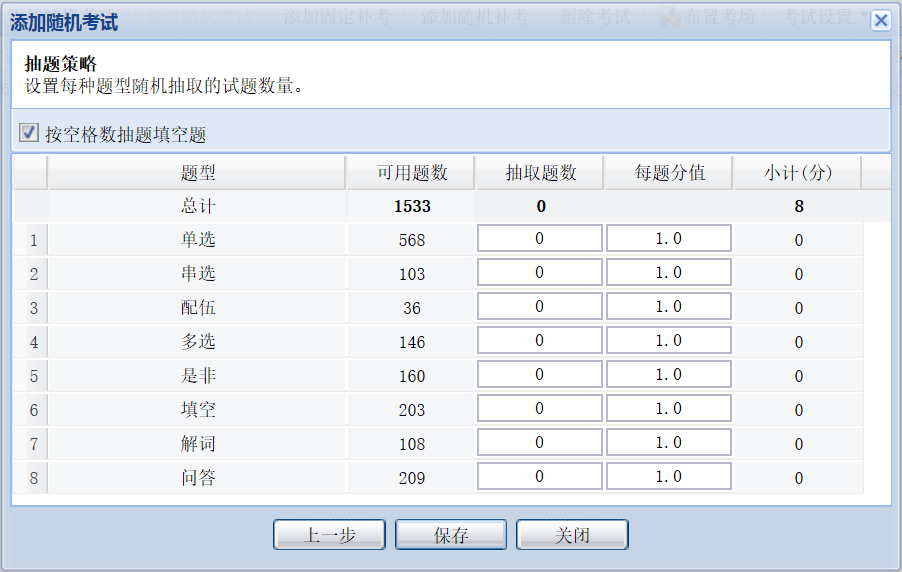 添加随机考试
添加固定补考 添加随机补考 删除考试 布置考场 考试设置
抽题策略
设置每种题型随机抽取的试题数量。
按空格数抽题填空题
题型 可用题数 抽取题数 每题分值 小计(分)
总计 1533 0 8
1 单选 568 0 1.0 0
2 串选 103 0 1.0 0
3 配伍 36 0 1.0 0
4 多选 146 0 1.0 0
5 是非 160 0 1.0 0
6 填空 203 0 1.0 0
7 解词 108 0 1.0 0
8 问答 209 0 1.0 0
上一步 保存 关闭